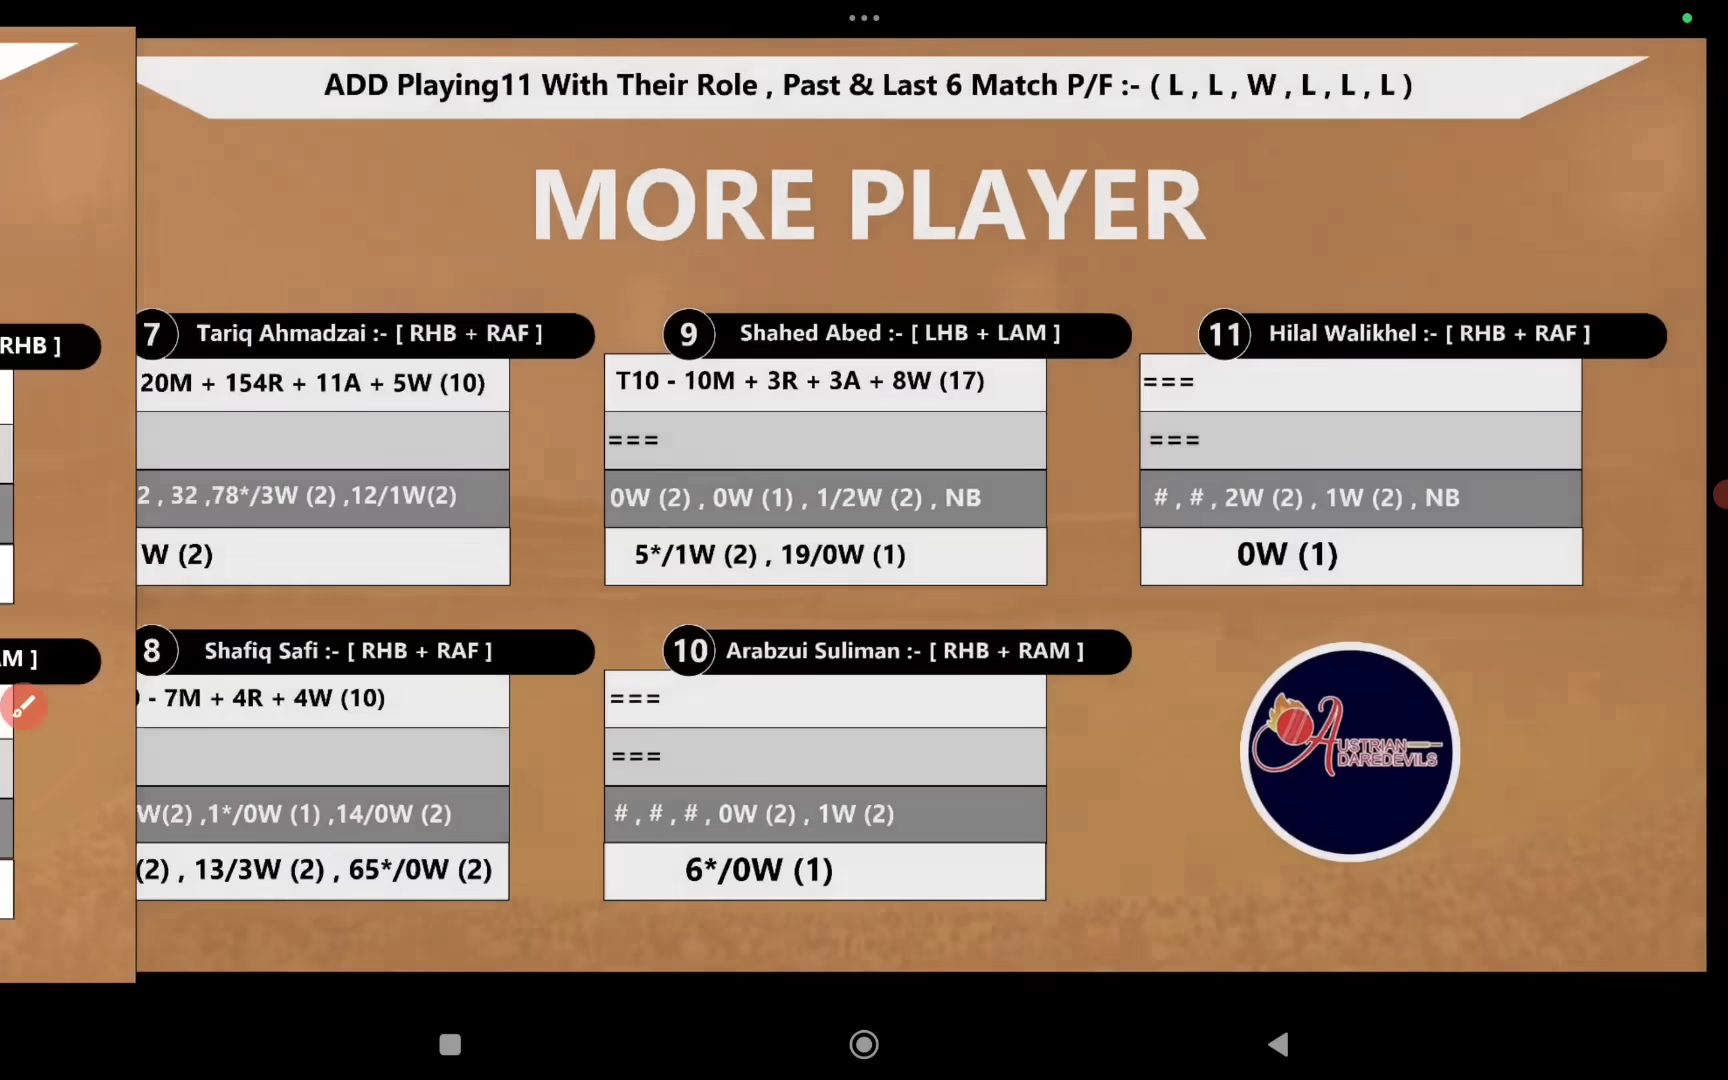 ADD Playing11 With Their Role , Past & Last 6 Match P/F :- ( L , L , W , L , L , L )
MORE PLAYER
RHB ]
7 Tariq Ahmadzai :- [ RHB + RAF ]
20M + 154R + 11A + 5W (10)
2 , 32 ,78*/3W (2) ,12/1W(2)
W (2)
9 Shahed Abed :- [ LHB + LAM ]
T10 - 10M + 3R + 3A + 8W (17)
===
0W (2) , 0W (1) , 1/2W (2) , NB
5*/1W (2) , 19/0W (1)
11 Hilal Walikhel :- [ RHB + RAF ]
===
===
# , # , 2W (2) , 1W (2) , NB
0W (1)
M ]
8 Shafiq Safi :- [ RHB + RAF ]
- 7M + 4R + 4W (10)
W(2) ,1*/0W (1) ,14/0W (2)
(2) , 13/3W (2) , 65*/0W (2)
10 Arabzui Suliman :- [ RHB + RAM ]
===
===
# , # , # , 0W (2) , 1W (2)
6*/0W (1)
AUSTRIAN
DAREDEVILS